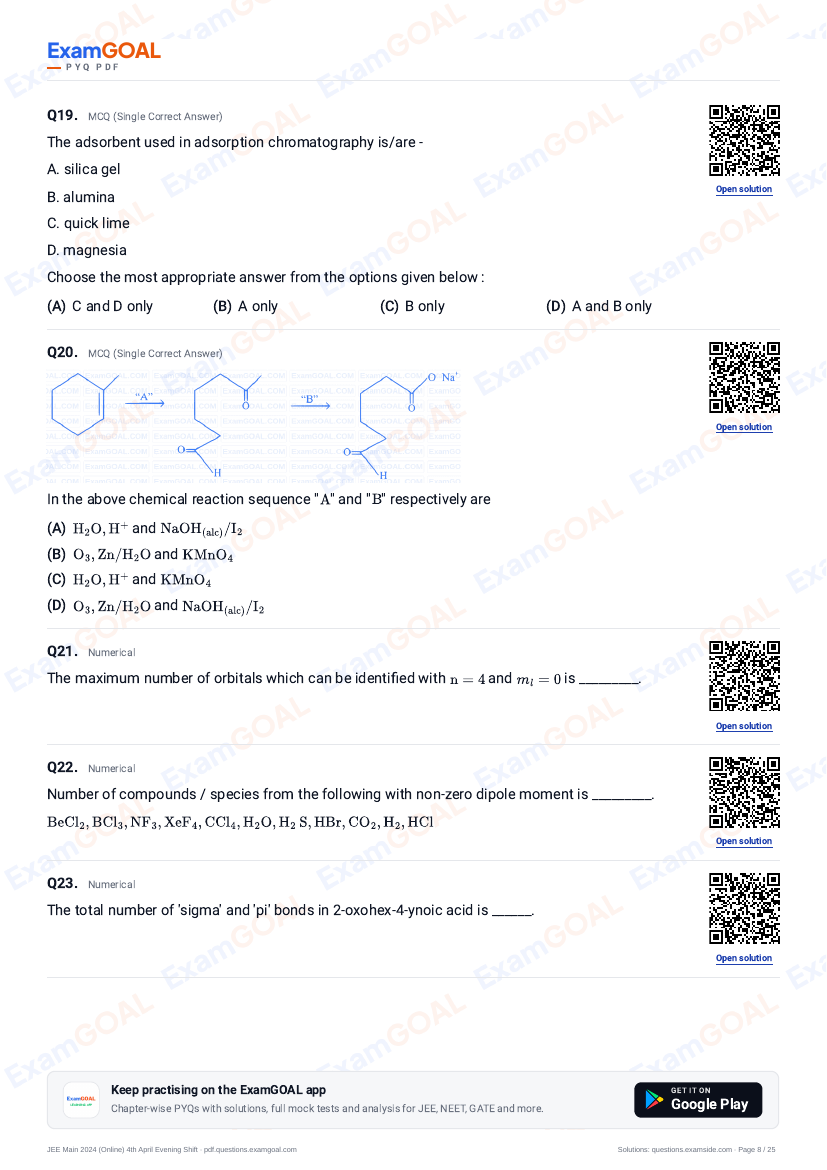 ExamGOAL
PYQ PDF
Q19. MCQ (Single Correct Answer)
The adsorbent used in adsorption chromatography is/are -
A. silica gel
B. alumina
C. quick lime
D. magnesia
Choose the most appropriate answer from the options given below :
(A) C and D only (B) A only (C) B only (D) A and B only
Open solution
Q20. MCQ (Single Correct Answer)
"A" "B"
O Na⁺
O O
O O
H H
Open solution
In the above chemical reaction sequence "A" and "B" respectively are
(A) H₂O, H⁺ and NaOH₍alc₎/I₂
(B) O₃, Zn/H₂O and KMnO₄
(C) H₂O, H⁺ and KMnO₄
(D) O₃, Zn/H₂O and NaOH₍alc₎/I₂
Q21. Numerical
The maximum number of orbitals which can be identified with n = 4 and mₗ = 0 is ________.
Open solution
Q22. Numerical
Number of compounds / species from the following with non-zero dipole moment is ________.
BeCl₂, BCl₃, NF₃, XeF₄, CCl₄, H₂O, H₂ S, HBr, CO₂, H₂, HCl
Open solution
Q23. Numerical
The total number of 'sigma' and 'pi' bonds in 2-oxohex-4-ynoic acid is ______.
Open solution
Keep practising on the ExamGOAL app
Chapter-wise PYQs with solutions, full mock tests and analysis for JEE, NEET, GATE and more.
GET IT ON
Google Play
JEE Main 2024 (Online) 4th April Evening Shift · pdf.questions.examgoal.com Solutions: questions.examside.com · Page 8 / 25